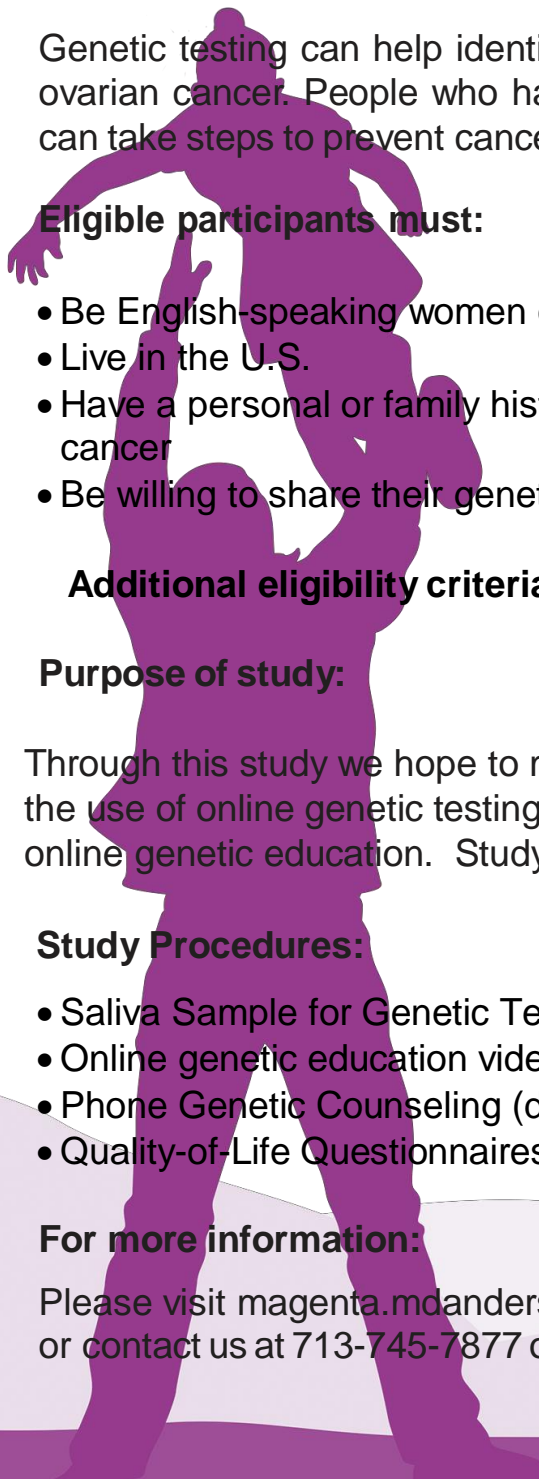 Genetic testing can help identi
ovarian cancer. People who ha
can take steps to prevent cance
Eligible participants must:
• Be English-speaking women
• Live in the U.S.
• Have a personal or family his
cancer
• Be willing to share their genet
Additional eligibility criteria
Purpose of study:
Through this study we hope to
the use of online genetic testing
online genetic education. Study
Study Procedures:
• Saliva Sample for Genetic Te
• Online genetic education vide
• Phone Genetic Counseling (
• Quality-of-Life Questionnaires
For more information:
Please visit magenta.mdanders
or contact us at 713-745-7877